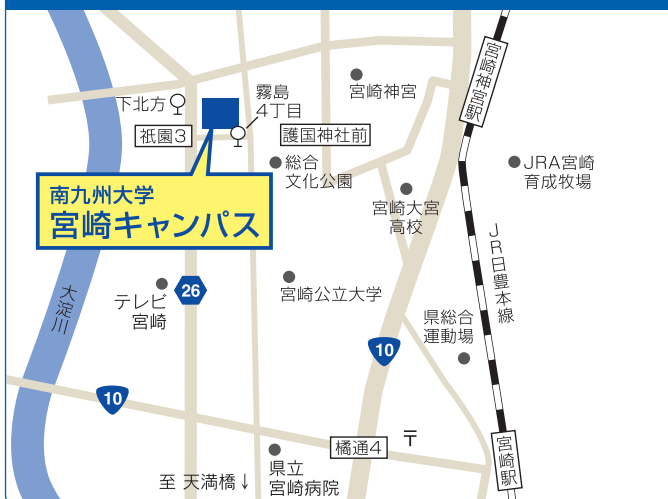 宮崎神宮駅
宮崎神宮
霧島
4丁目
下北方
祇園3
護国神社前
総合
文化公園
JRA宮崎
育成牧場
南九州大学
宮崎キャンパス
宮崎大宮
高校
JR日豊本線
大淀川
テレビ
宮崎
26
宮崎公立大学
県総合
運動場
10
10
橘通4
〒
宮崎駅
至 天満橋↓
県立
宮崎病院